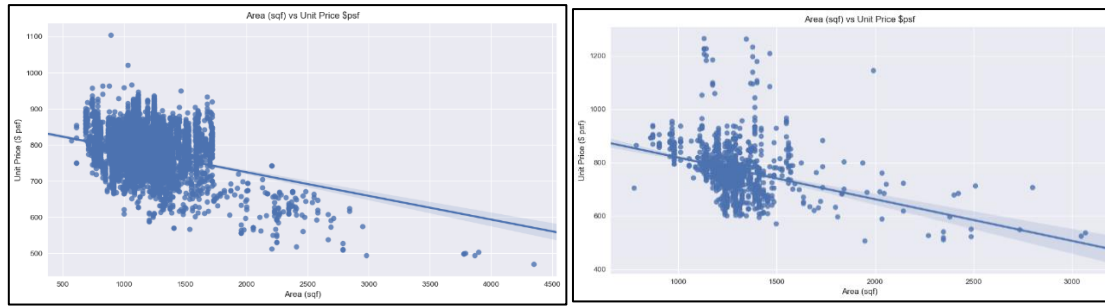 Area (sqf) vs Unit Price $psf
1100
1000
900
800
700
600
500
Unit Price ($ psf)
500 1000 1500 2000 2500 3000 3500 4000 4500
Area (sqf)
Area (sqf) vs Unit Price $psf
1200
1000
800
600
400
Unit Price ($ psf)
1000 1500 2000 2500 3000
Area (sqf)